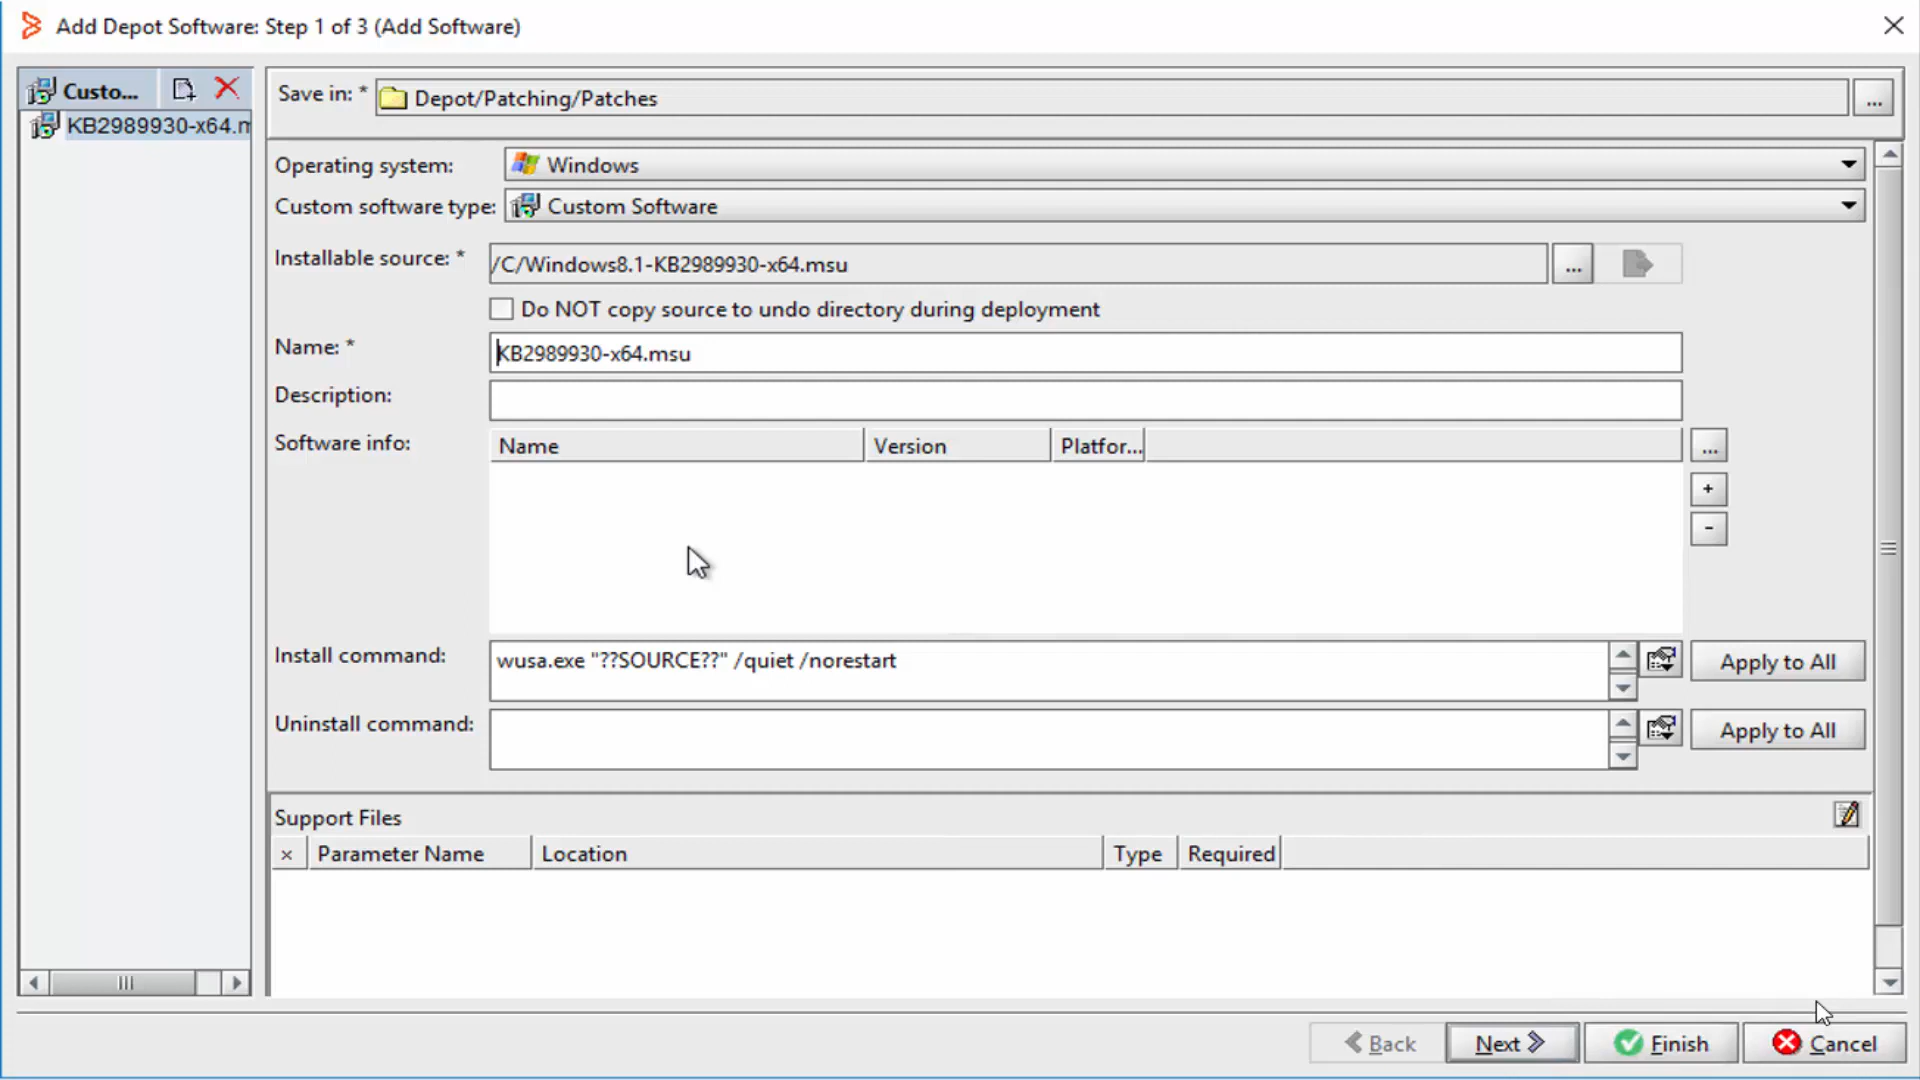 Add Depot Software: Step 1 of 3 (Add Software)
Custo...
KB2989930-x64.m
Save in: * Depot/Patching/Patches ...
Operating system: Windows
Custom software type: Custom Software
Installable source: * /C/Windows8.1-KB2989930-x64.msu ...
Do NOT copy source to undo directory during deployment
Name: * KB2989930-x64.msu
Description:
Software info: Name Version Platfor... ...
+
-
Install command: wusa.exe "??SOURCE??" /quiet /norestart Apply to All
Uninstall command: Apply to All
Support Files
× Parameter Name Location Type Required
Back Next Finish Cancel